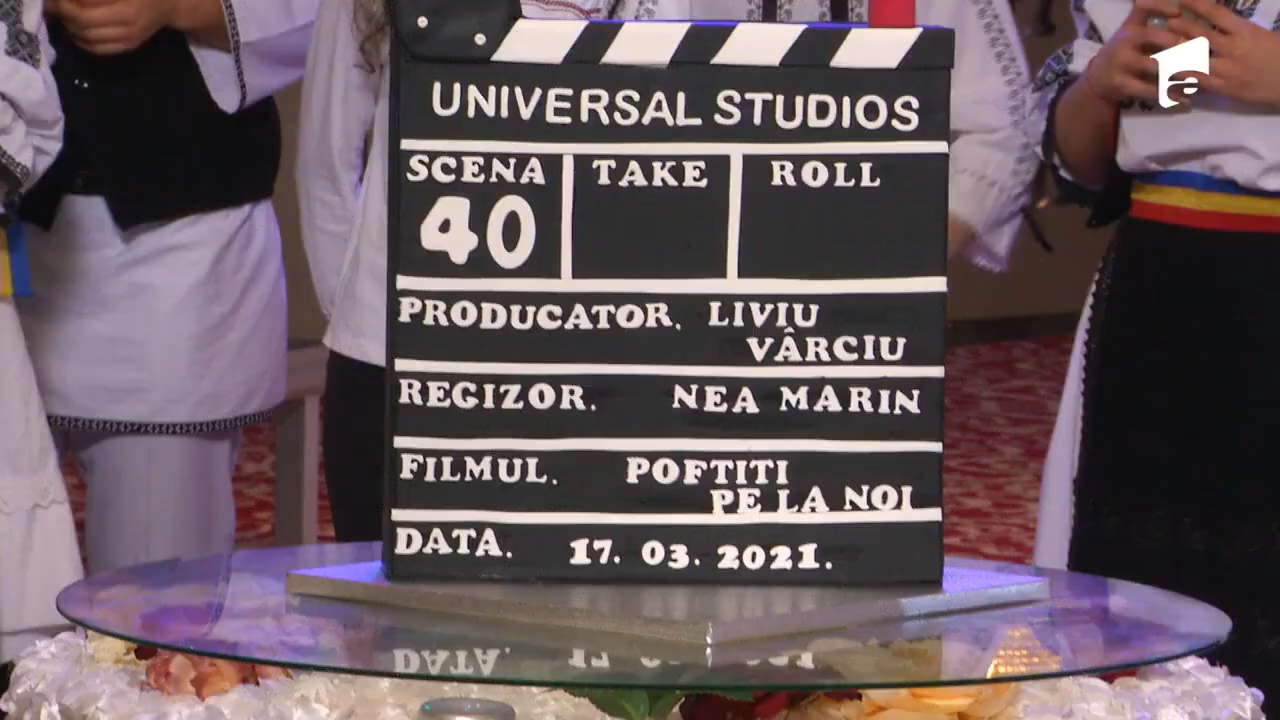 UNIVERSAL STUDIOS
SCENA TAKE ROLL
40
PRODUCATOR. LIVIU
VÂRCIU
REGIZOR. NEA MARIN
FILMUL. POFTITI
PE LA NOI
DATA. 17. 03. 2021.